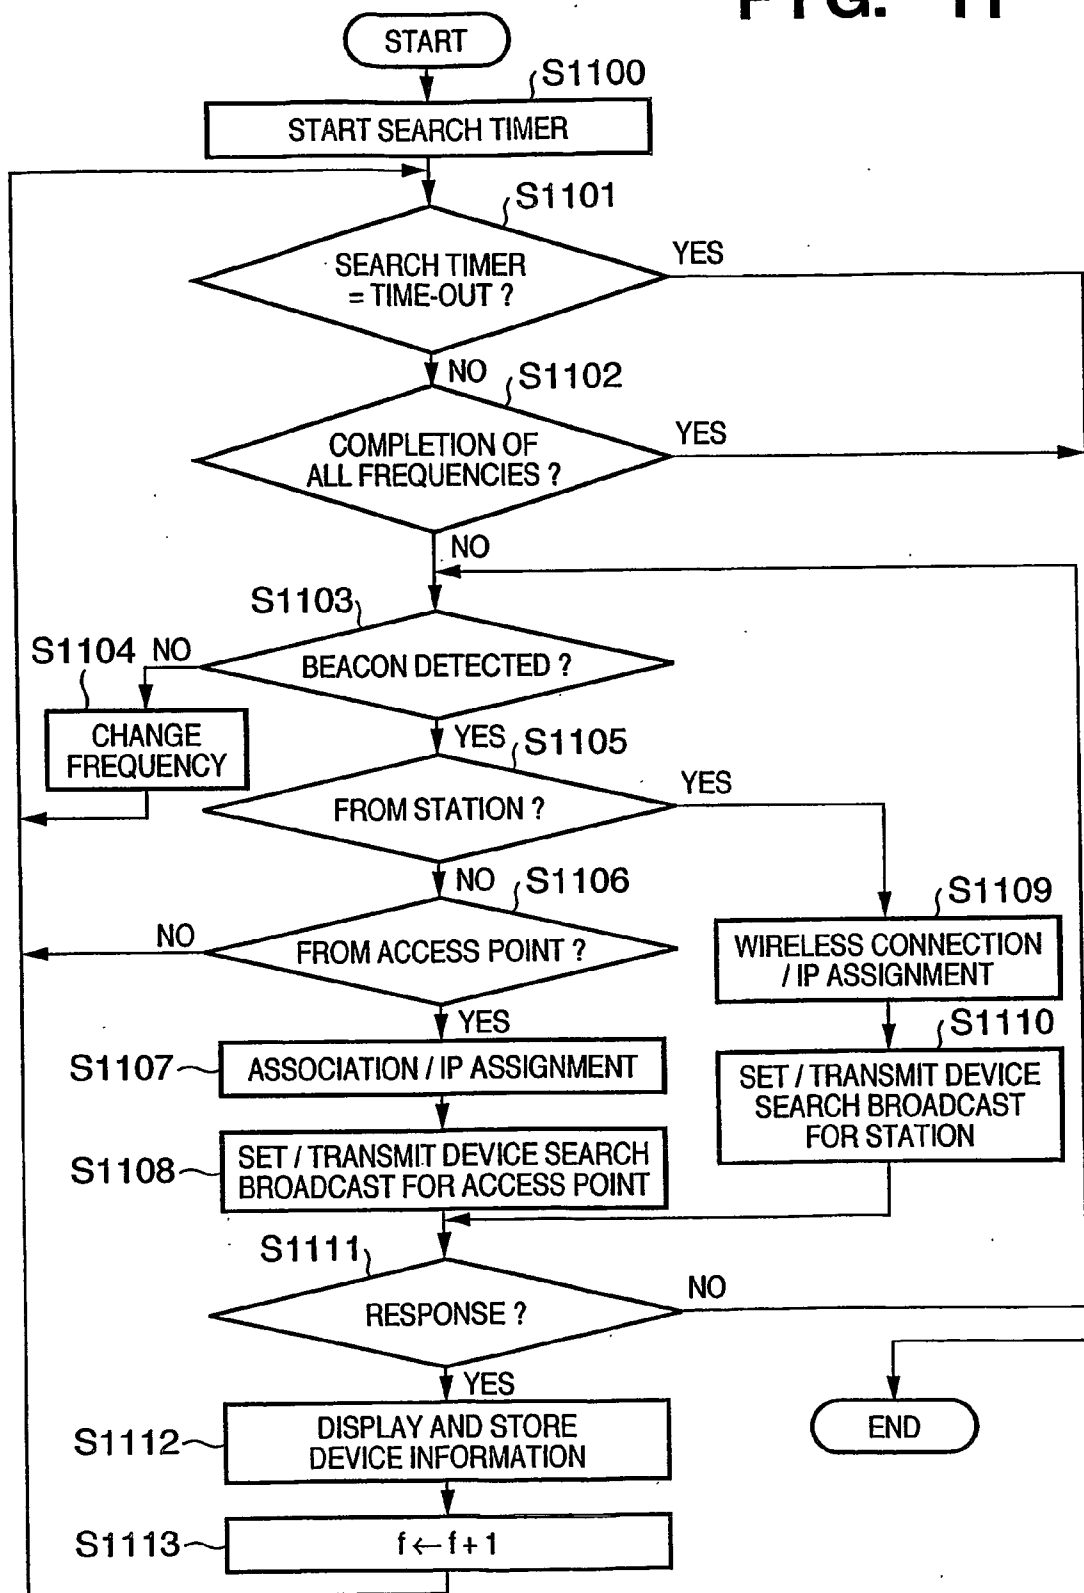 FIG. 11
START
S1100
START SEARCH TIMER
S1101
SEARCH TIMER
= TIME-OUT ?
YES
NO
S1102
COMPLETION OF
ALL FREQUENCIES ?
YES
NO
S1103
BEACON DETECTED ?
S1104
NO
CHANGE
FREQUENCY
YES
S1105
FROM STATION ?
YES
NO
S1106
FROM ACCESS POINT ?
NO
S1109
WIRELESS CONNECTION
/ IP ASSIGNMENT
YES
S1107
ASSOCIATION / IP ASSIGNMENT
S1110
SET / TRANSMIT DEVICE
SEARCH BROADCAST
FOR STATION
S1108
SET / TRANSMIT DEVICE SEARCH
BROADCAST FOR ACCESS POINT
S1111
RESPONSE ?
NO
YES
S1112
DISPLAY AND STORE
DEVICE INFORMATION
END
S1113
f ← f + 1